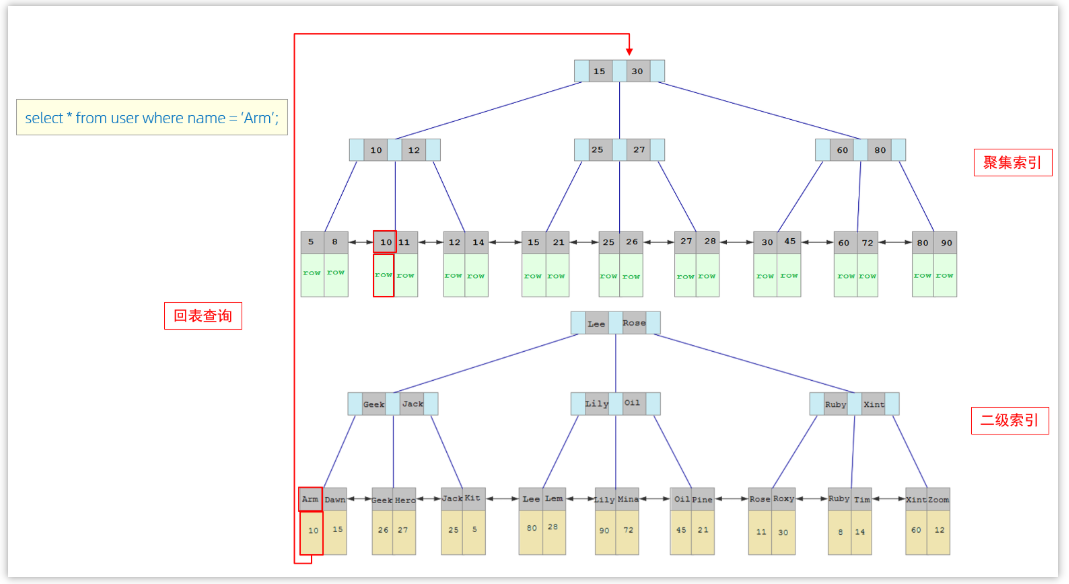 15 30
select * from user where name = 'Arm';
10 12
25 27
60 80
聚集索引
5 8 10 11 12 14 15 21 25 26 27 28 30 45 60 72 80 90
row row row row row row row row row row row row row row row row row row
回表查询
Lee Rose
Geek Jack
Lily Oil
Ruby Xint
二级索引
Arm Dawn Geek Hero Jack Kit Lee Lem Lily Mina Oil Pine Rose Roxy Ruby Tim Xint Zoom
10 15 26 27 25 5 80 28 90 72 45 21 11 30 8 14 60 12